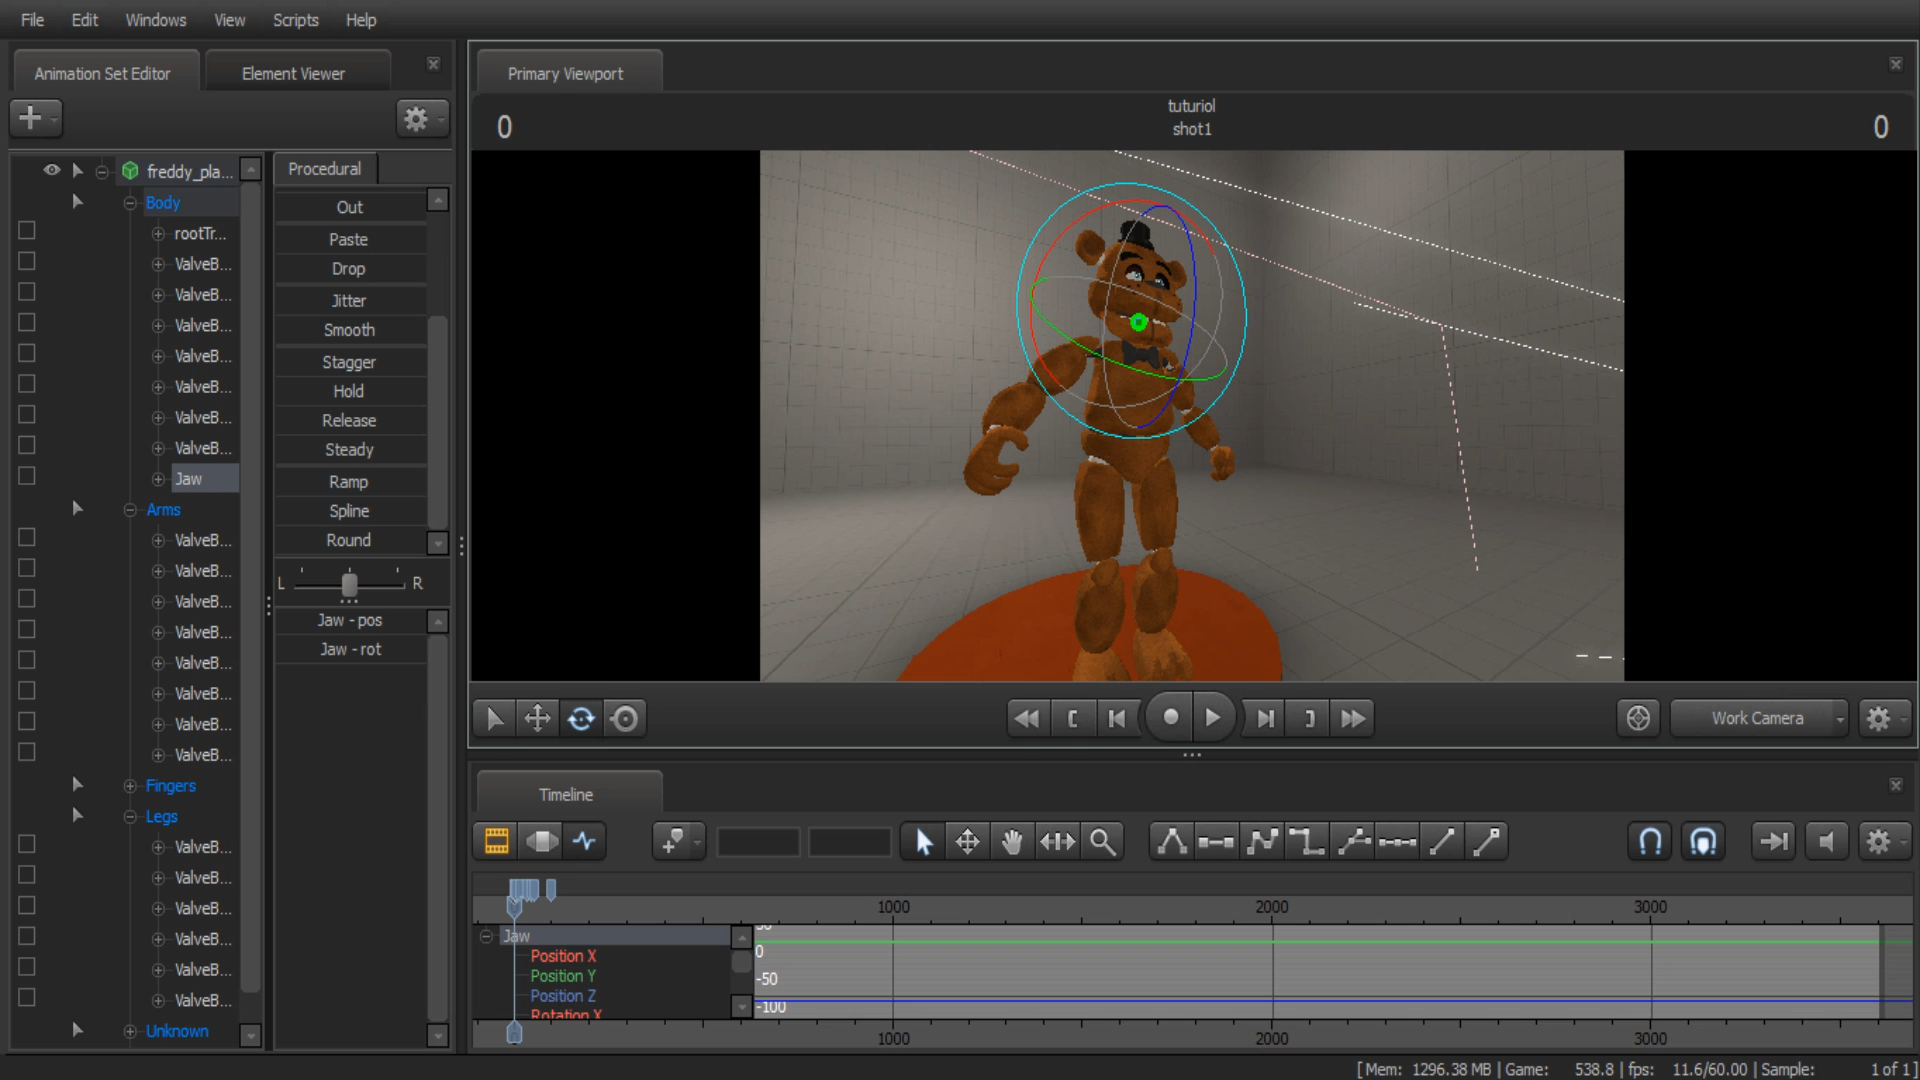 File Edit Windows View Scripts Help
Animation Set Editor Element Viewer
Primary Viewport
0 tuturiol 0
shot1
freddy_pla...
Body
rootTr...
ValveB...
ValveB...
ValveB...
ValveB...
ValveB...
ValveB...
ValveB...
Jaw
Arms
ValveB...
ValveB...
ValveB...
ValveB...
ValveB...
ValveB...
ValveB...
ValveB...
Fingers
Legs
ValveB...
ValveB...
ValveB...
ValveB...
ValveB...
ValveB...
Unknown
Procedural
Out
Paste
Drop
Jitter
Smooth
Stagger
Hold
Release
Steady
Ramp
Spline
Round
L R
Jaw - pos
Jaw - rot
Work Camera
Timeline
1000 2000 3000
Jaw
Position X
Position Y
Position Z
Rotation X
0
-50
-100
1000 2000 3000
[ Mem: 1296.38 MB | Game: 538.8 | fps: 11.6/60.00 | Sample: 1 of 1 ]